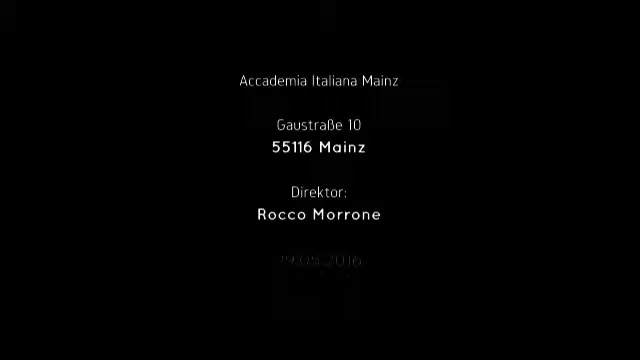 Accademia Italiana Mainz
Gaustraße 10
55116 Mainz
Direktor:
Rocco Morrone